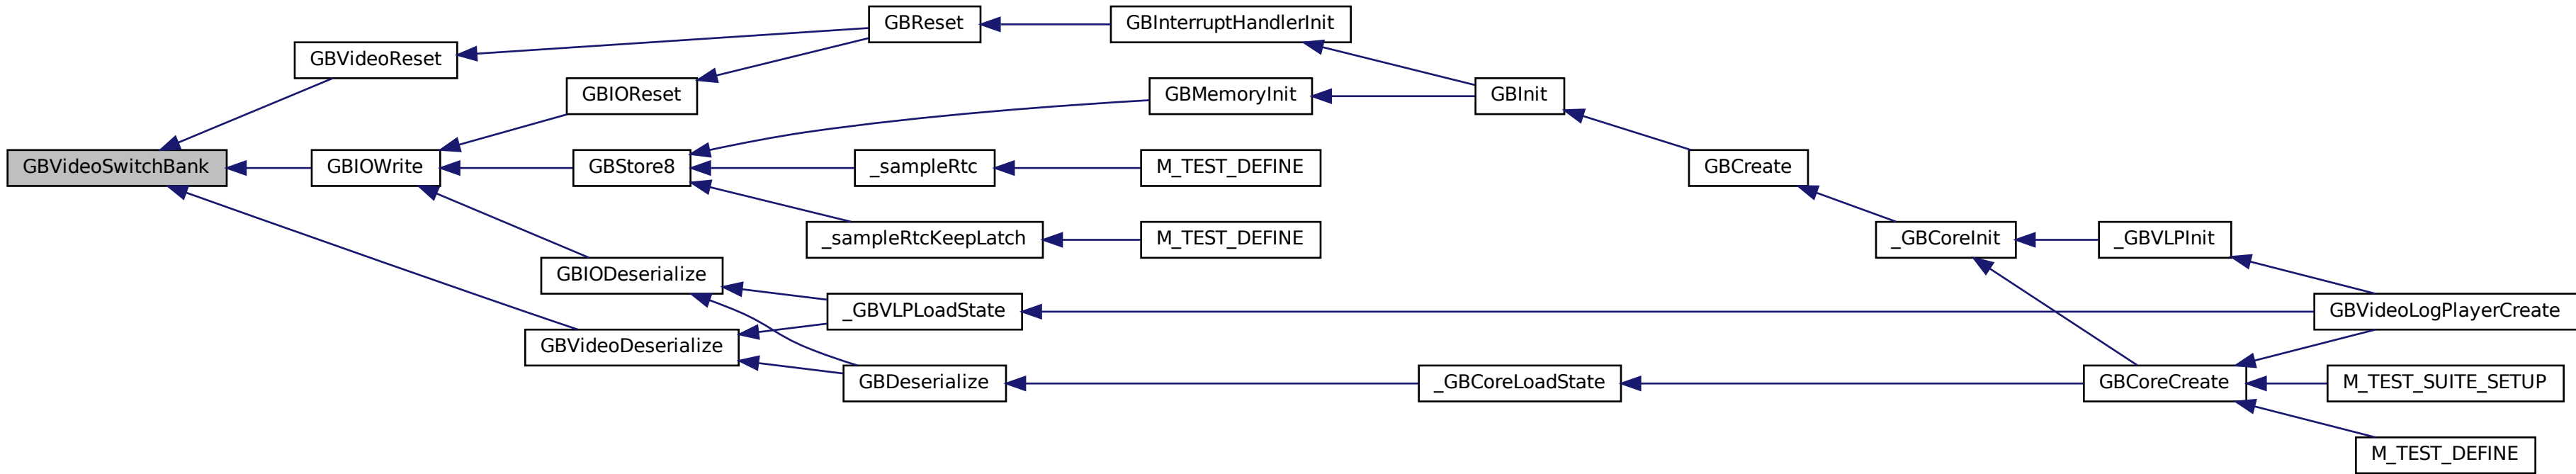 GBReset
GBInterruptHandlerInit
GBVideoReset
GBIOReset
GBMemoryInit
GBInit
GBVideoSwitchBank
GBIOWrite
GBStore8
_sampleRtc
M_TEST_DEFINE
GBCreate
_sampleRtcKeepLatch
M_TEST_DEFINE
_GBCoreInit
_GBVLPInit
GBIODeserialize
_GBVLPLoadState
GBVideoLogPlayerCreate
GBVideoDeserialize
GBDeserialize
_GBCoreLoadState
GBCoreCreate
M_TEST_SUITE_SETUP
M_TEST_DEFINE